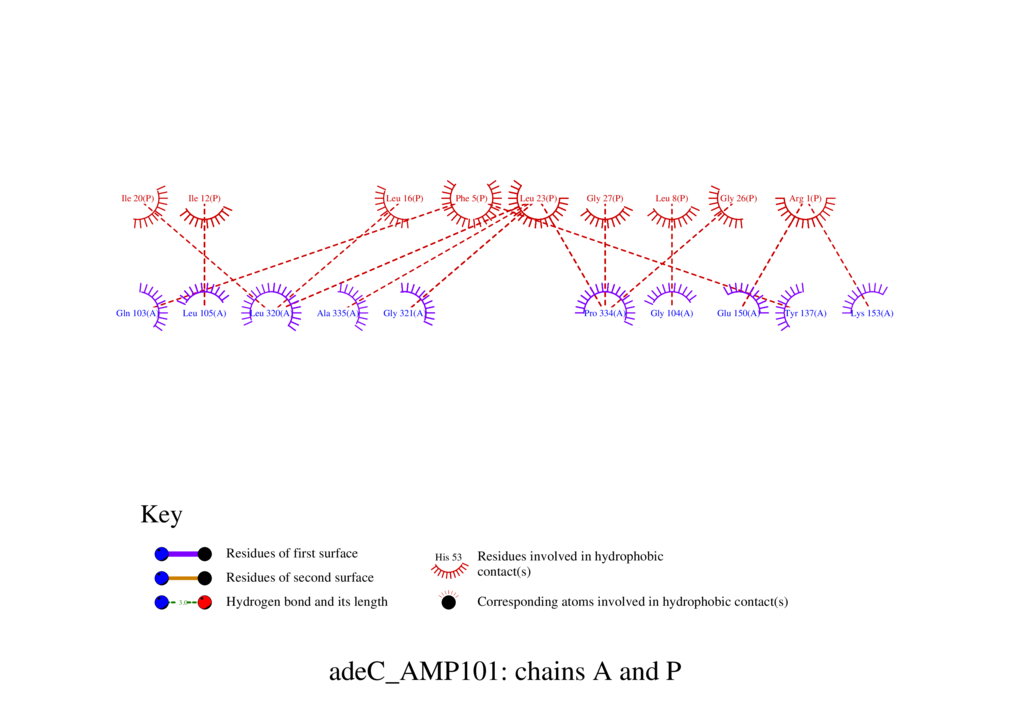 Ile 20(P) Ile 12(P) Leu 16(P) Phe 5(P) Leu 23(P) Gly 27(P) Leu 8(P) Gly 26(P) Arg 1(P)
Gln 103(A) Leu 105(A) Leu 320(A) Ala 335(A) Gly 321(A) Pro 334(A) Gly 104(A) Glu 150(A) Tyr 137(A) Lys 153(A)
Key
Residues of first surface
Residues of second surface
3.0
Hydrogen bond and its length
His 53
Residues involved in hydrophobic
contact(s)
Corresponding atoms involved in hydrophobic contact(s)
adeC_AMP101: chains A and P